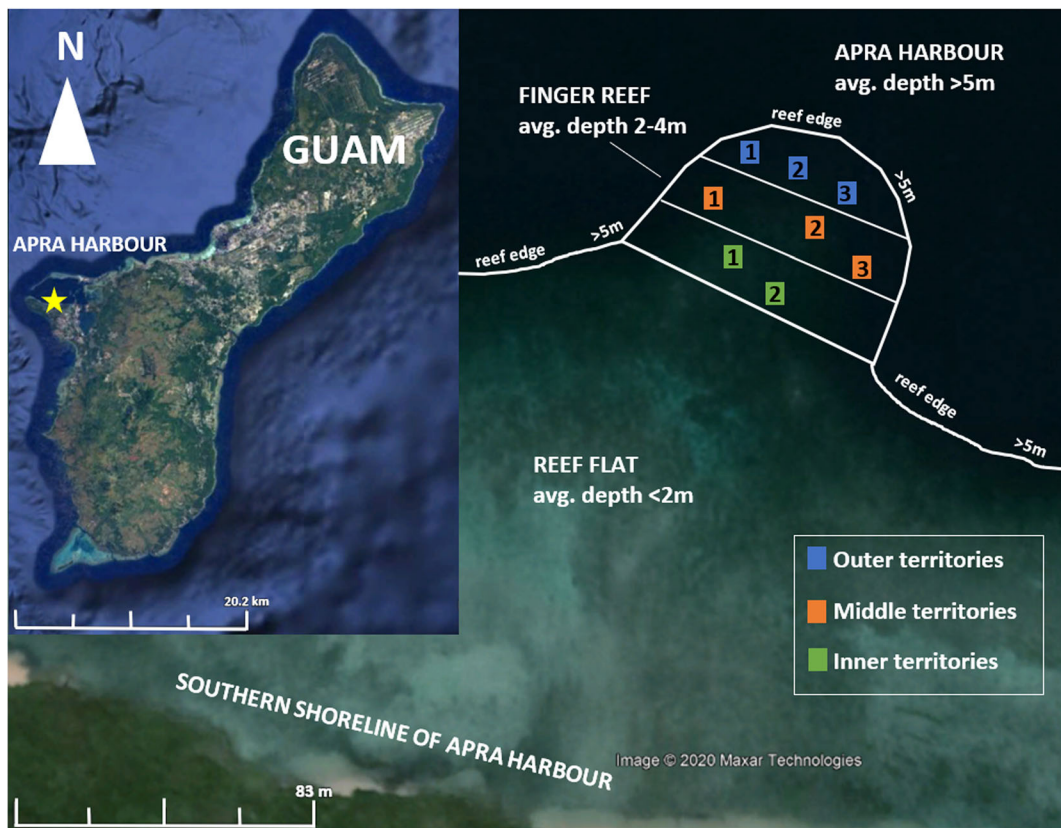 N
GUAM
APRA HARBOUR
20.2 km
APRA HARBOUR
avg. depth >5m
FINGER REEF
avg. depth 2-4m
reef edge
>5m
1
2
3
1
2
3
1
2
reef edge
>5m
reef edge
>5m
REEF FLAT
avg. depth <2m
Outer territories
Middle territories
Inner territories
SOUTHERN SHORELINE OF APRA HARBOUR
Image © 2020 Maxar Technologies
83 m